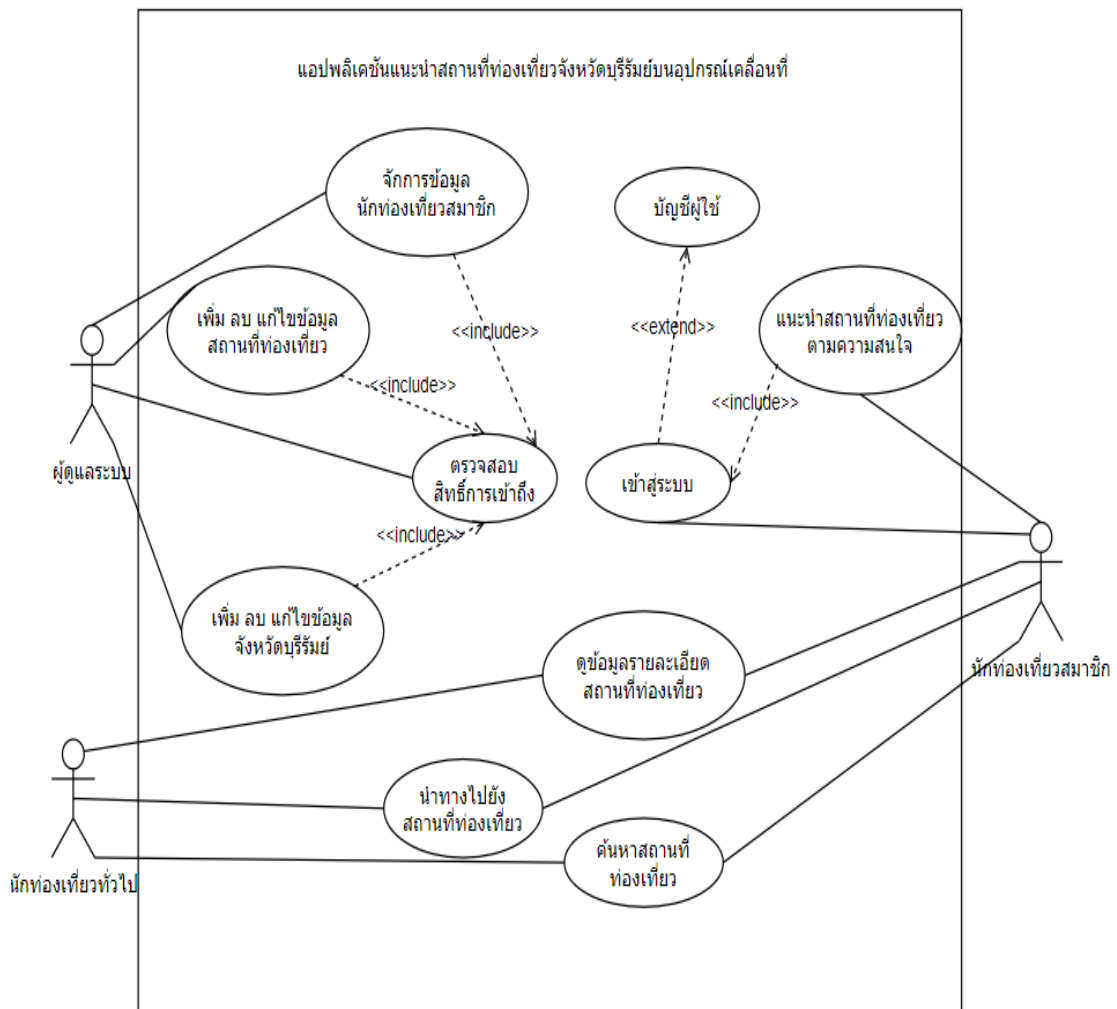 แอปพลิเคชันแนะนำสถานที่ท่องเที่ยวจังหวัดบุรีรัมย์บนอุปกรณ์เคลื่อนที่
จักการข้อมูล
นักท่องเที่ยวสมาชิก
บัญชีผู้ใช้
เพิ่ม ลบ แก้ไขข้อมูล
สถานที่ท่องเที่ยว
<<include>>
<<extend>>
แนะนำสถานที่ท่องเที่ยว
ตามความสนใจ
<<include>>
<<include>>
ผู้ดูแลระบบ
ตรวจสอบ
สิทธิ์การเข้าถึง
เข้าสู่ระบบ
<<include>>
เพิ่ม ลบ แก้ไขข้อมูล
จังหวัดบุรีรัมย์
ดูข้อมูลรายละเอียด
สถานที่ท่องเที่ยว
นักท่องเที่ยวสมาชิก
นำทางไปยัง
สถานที่ท่องเที่ยว
ค้นหาสถานที่
ท่องเที่ยว
นักท่องเที่ยวทั่วไป